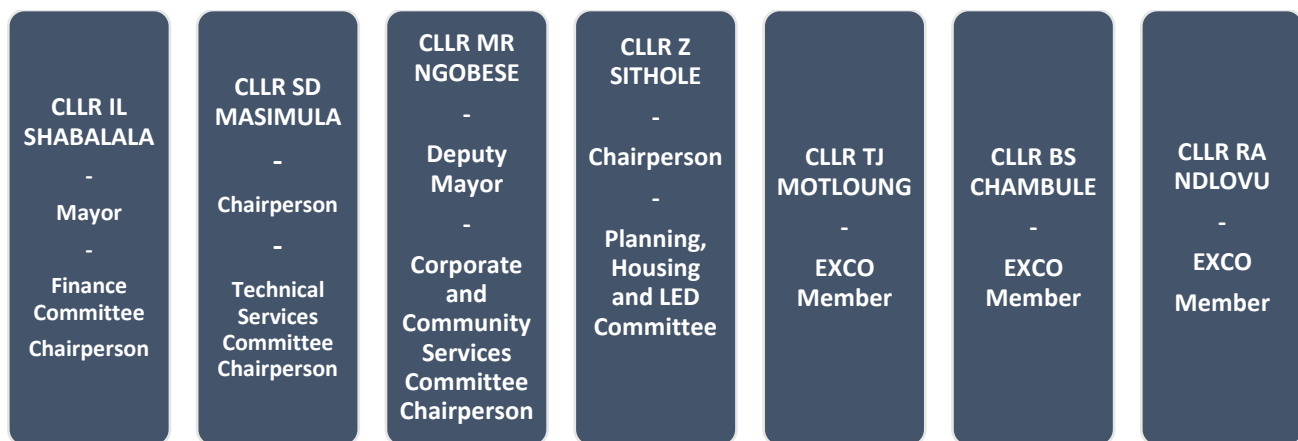 CLLR IL
SHABALALA
-
Mayor
-
Finance
Committee
Chairperson
CLLR SD
MASIMULA
-
Chairperson
-
Technical
Services
Committee
Chairperson
CLLR MR
NGOBESE
-
Deputy
Mayor
-
Corporate
and
Community
Services
Committee
Chairperson
CLLR Z
SITHOLE
-
Chairperson
-
Planning,
Housing
and LED
Committee
CLLR TJ
MOTLOUNG
-
EXCO
Member
CLLR BS
CHAMBULE
-
EXCO
Member
CLLR RA
NDLOVU
-
EXCO
Member